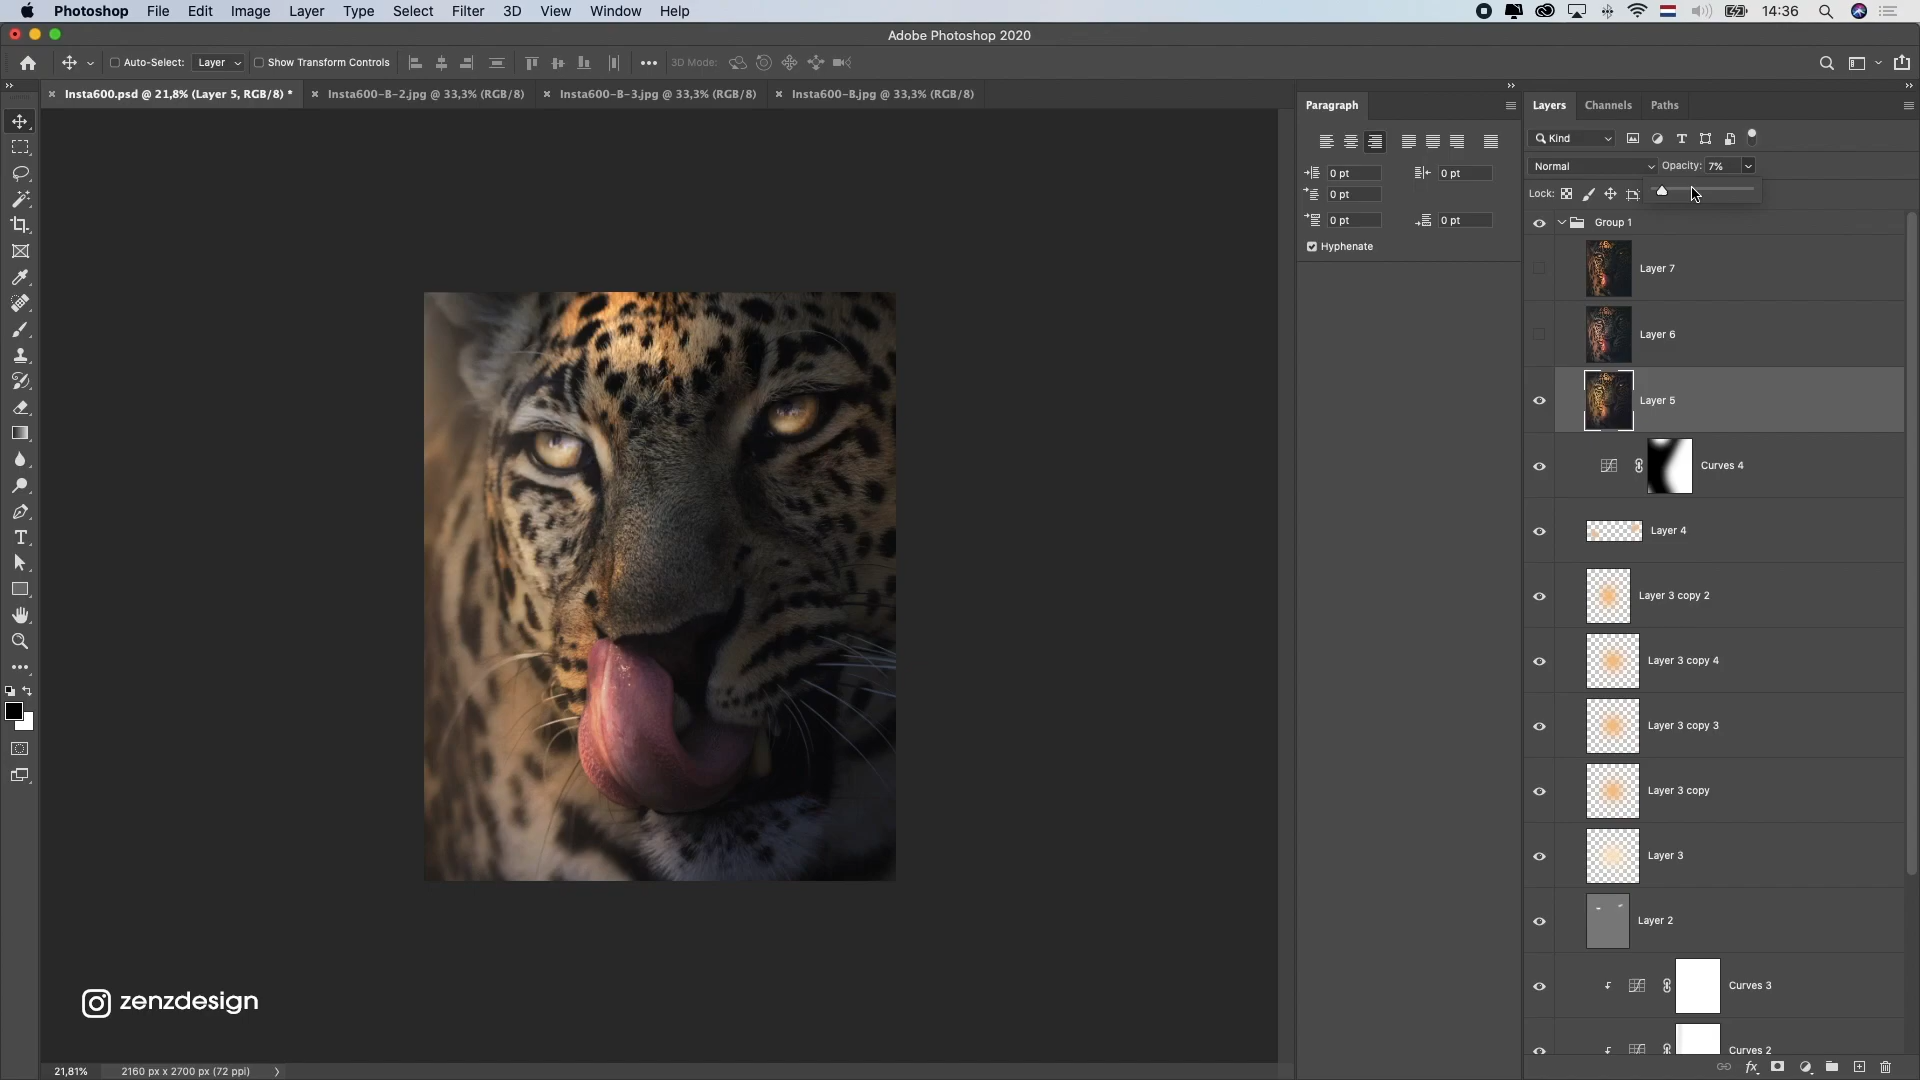 Photoshop File Edit Image Layer Type Select Filter 3D View Window Help 14:36
Adobe Photoshop 2020
Auto-Select: Layer Show Transform Controls 3D Mode:
Insta600.psd @ 21,8% (Layer 5, RGB/8) * Insta600-B-2.jpg @ 33,3% (RGB/8) Insta600-B-3.jpg @ 33,3% (RGB/8) Insta600-B.jpg @ 33,3% (RGB/8)
Paragraph
0 pt 0 pt
0 pt
0 pt 0 pt
Hyphenate
Layers Channels Paths
Kind
Normal Opacity: 7%
Lock:
Group 1
Layer 7
Layer 6
Layer 5
Curves 4
Layer 4
Layer 3 copy 2
Layer 3 copy 4
Layer 3 copy 3
Layer 3 copy
Layer 3
Layer 2
Curves 3
Curves 2
zenzdesign
21,81% 2160 px x 2700 px (72 ppi)